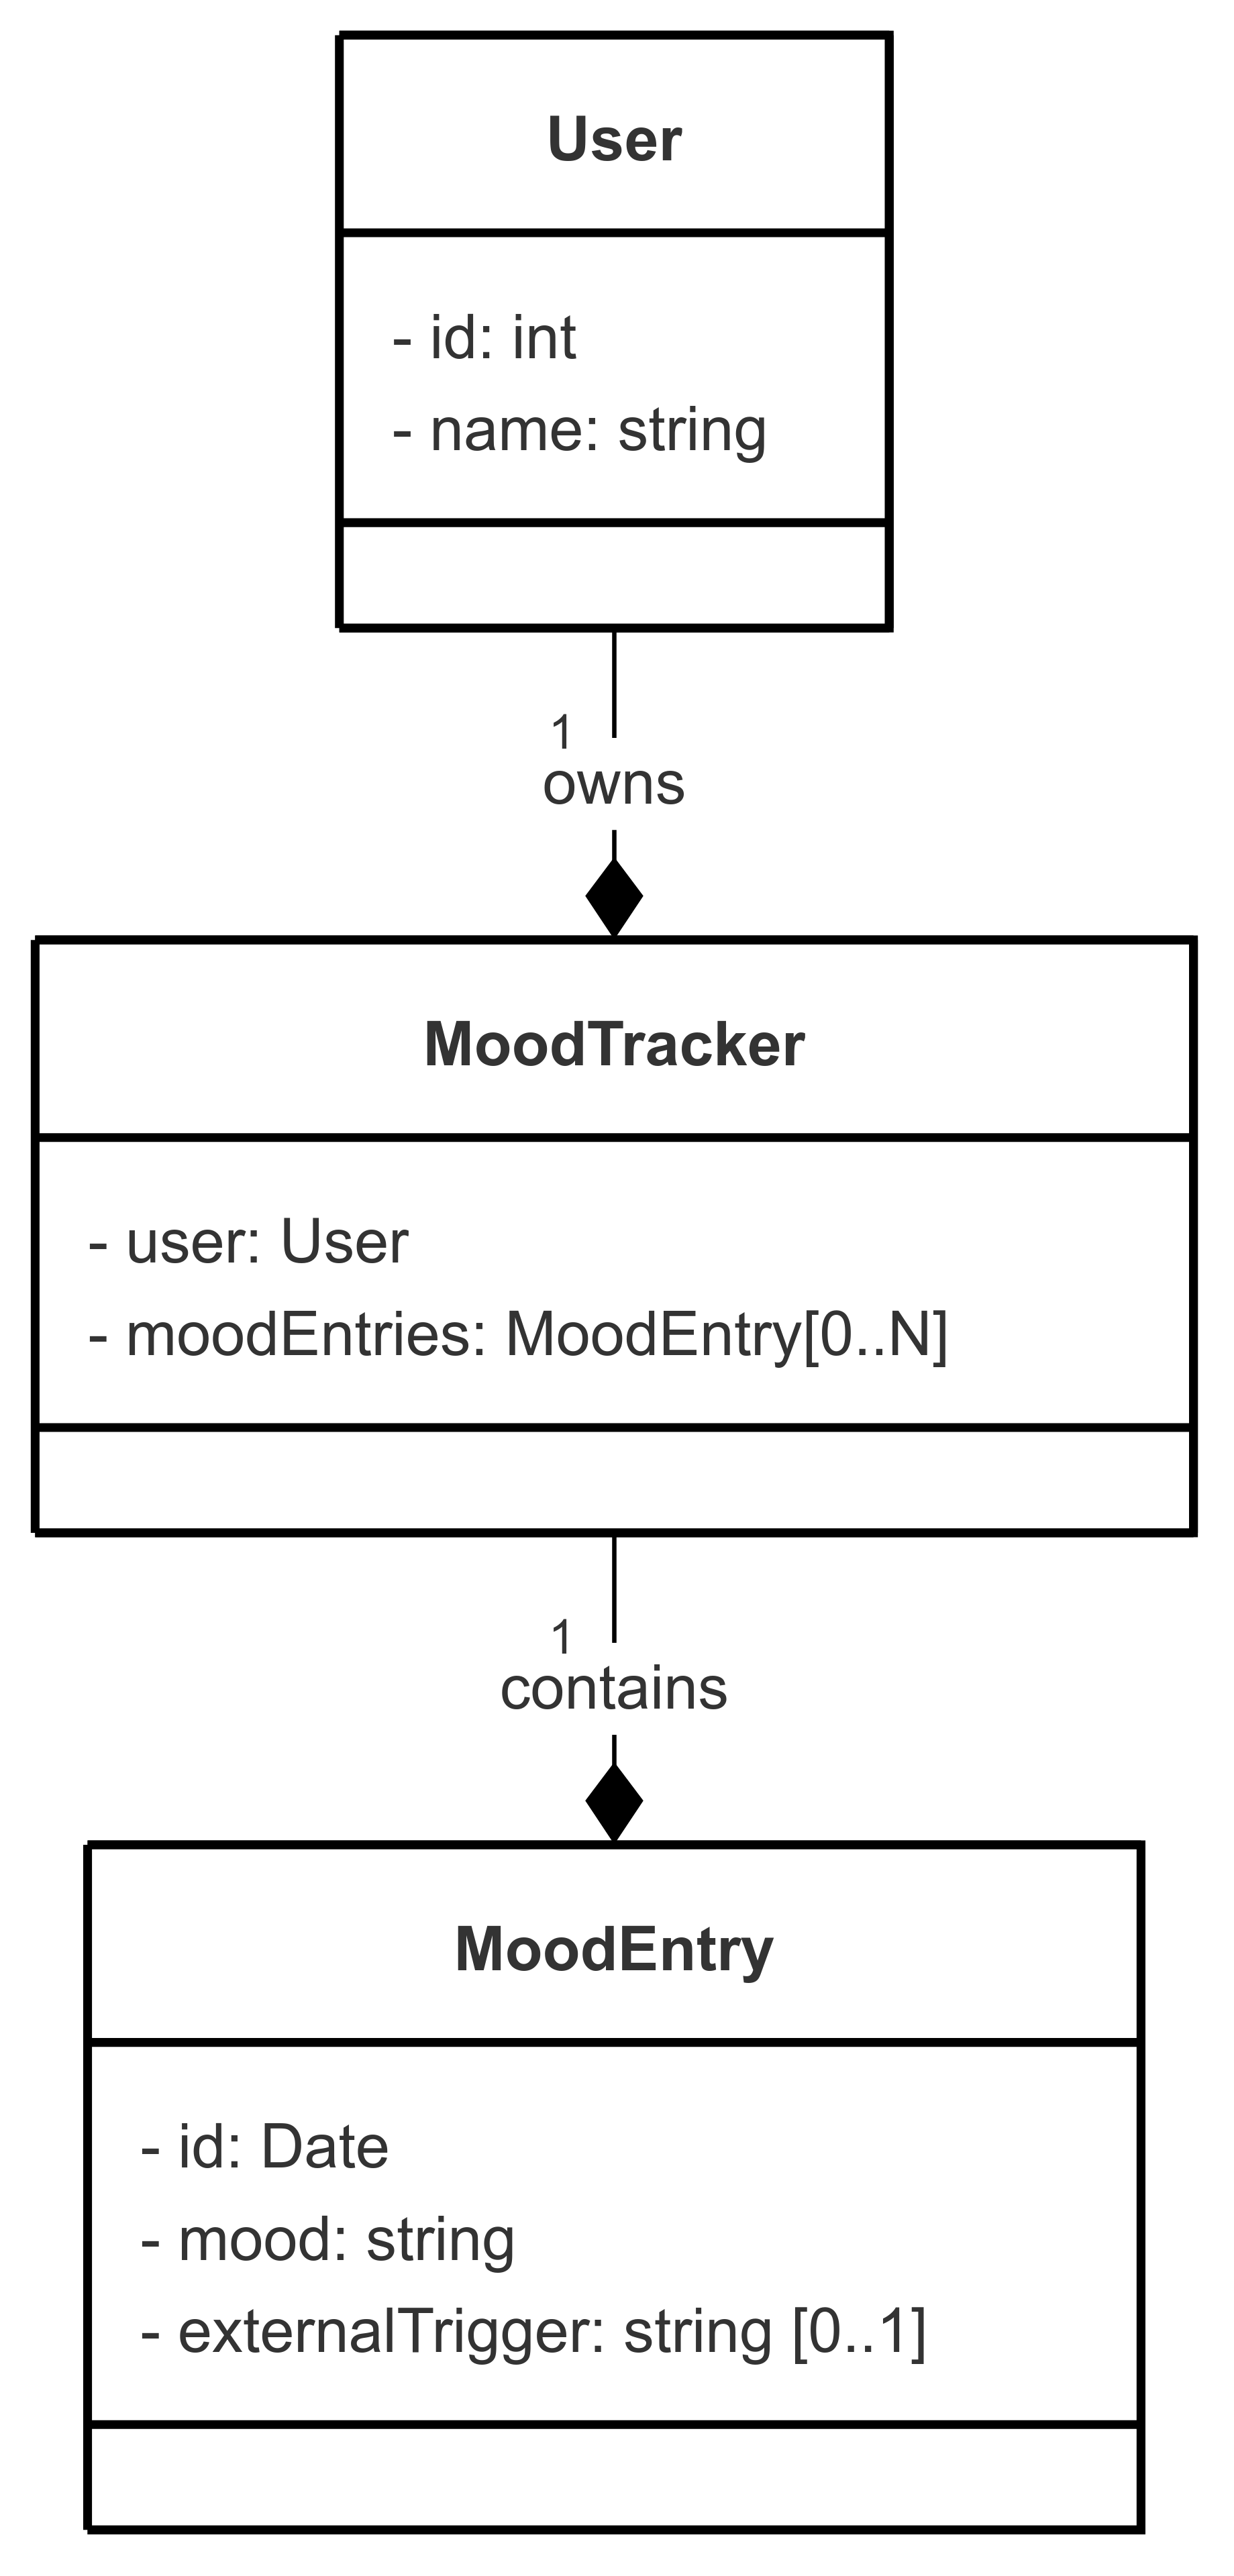 User
- id: int
- name: string
1
owns
MoodTracker
- user: User
- moodEntries: MoodEntry[0..N]
1
contains
MoodEntry
- id: Date
- mood: string
- externalTrigger: string [0..1]